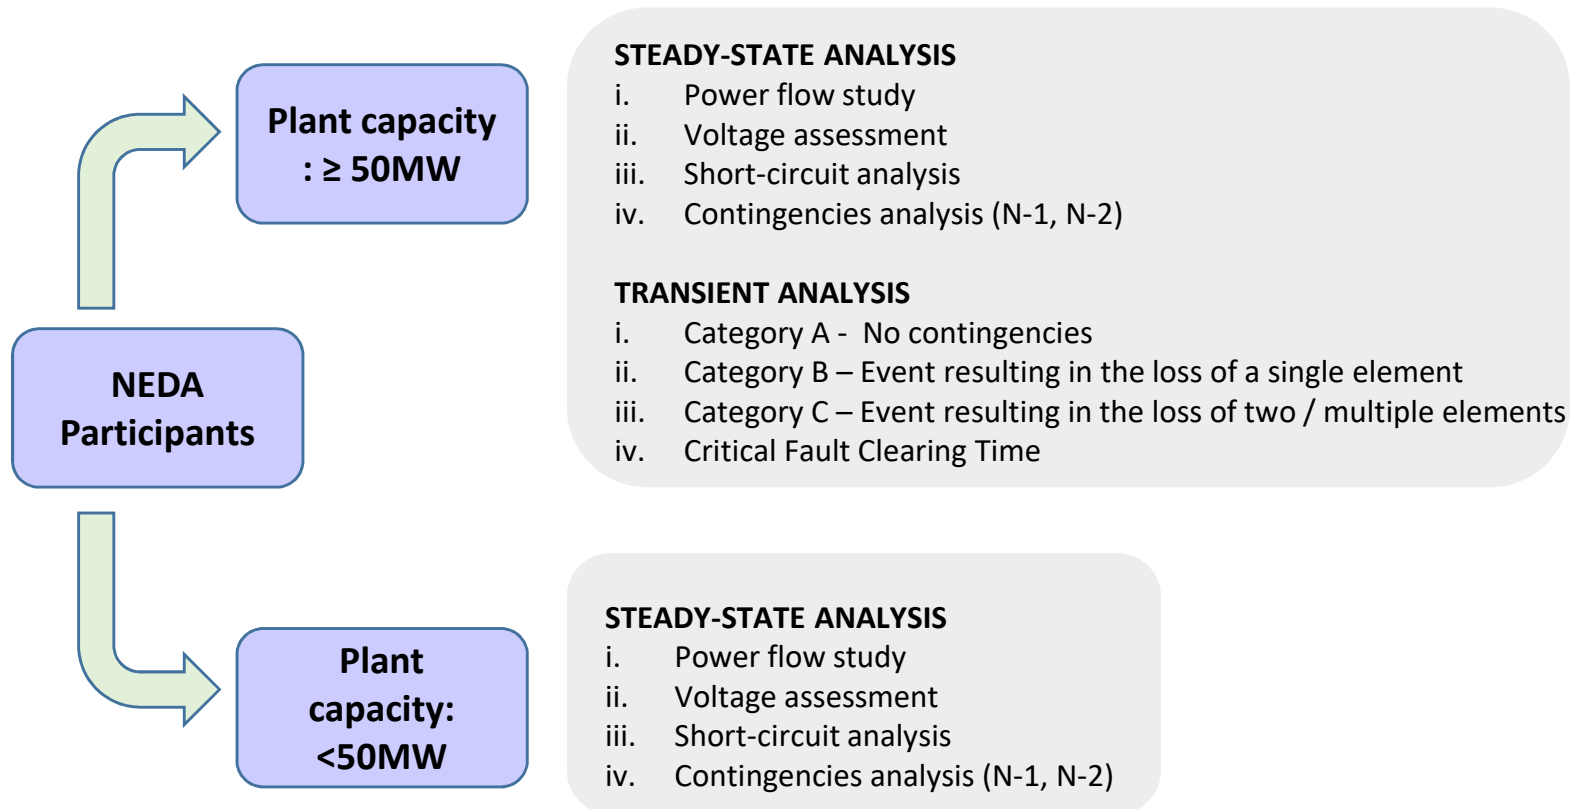 Plant capacity
: ≥ 50MW
STEADY-STATE ANALYSIS
i. Power flow study
ii. Voltage assessment
iii. Short-circuit analysis
iv. Contingencies analysis (N-1, N-2)
TRANSIENT ANALYSIS
i. Category A - No contingencies
ii. Category B – Event resulting in the loss of a single element
iii. Category C – Event resulting in the loss of two / multiple elements
iv. Critical Fault Clearing Time
NEDA
Participants
Plant
capacity:
<50MW
STEADY-STATE ANALYSIS
i. Power flow study
ii. Voltage assessment
iii. Short-circuit analysis
iv. Contingencies analysis (N-1, N-2)